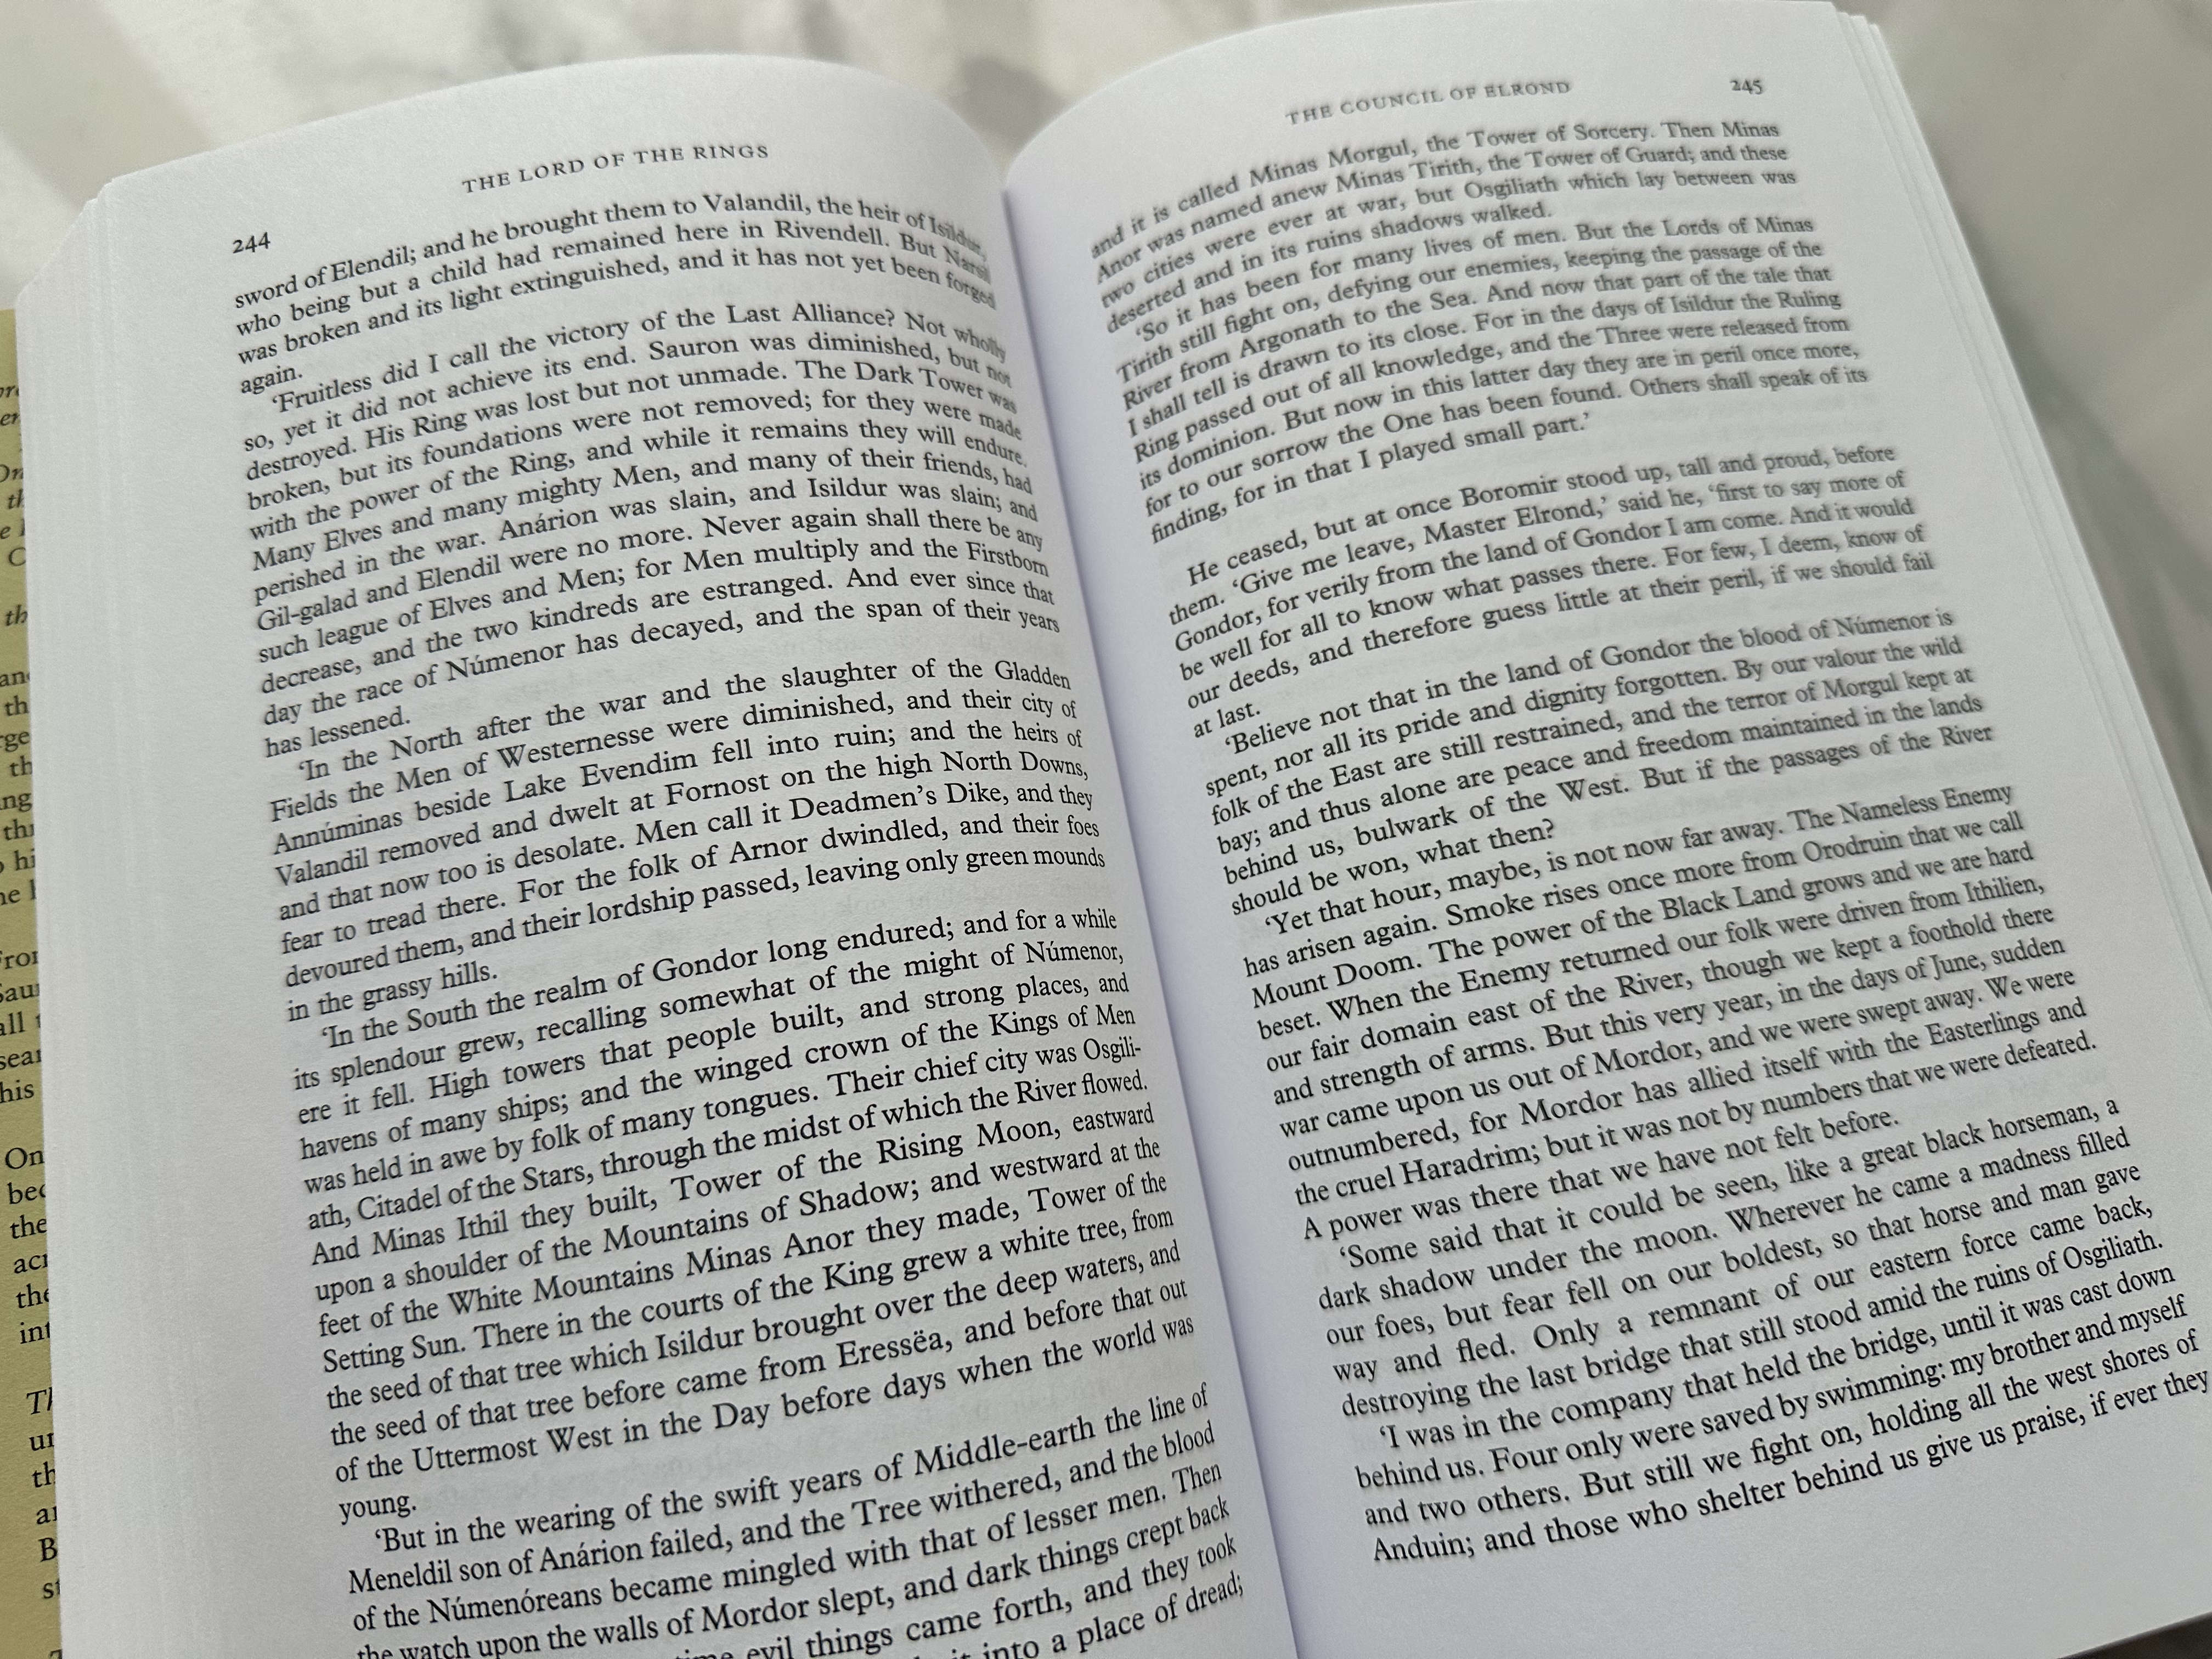 244
THE LORD OF THE RINGS
sword of Elendil; and he brought them to Valandil, the heir of Isildur,
who being but a child had remained here in Rivendell. But Narsil
was broken and its light extinguished, and it has not yet been forged
again.
‘Fruitless did I call the victory of the Last Alliance? Not wholly
so, yet it did not achieve its end. Sauron was diminished, but not
destroyed. His Ring was lost but not unmade. The Dark Tower was
broken, but its foundations were not removed; for they were made
with the power of the Ring, and while it remains they will endure.
Many Elves and many mighty Men, and many of their friends, had
perished in the war. Anárion was slain, and Isildur was slain; and
Gil-galad and Elendil were no more. Never again shall there be any
such league of Elves and Men; for Men multiply and the Firstborn
decrease, and the two kindreds are estranged. And ever since that
day the race of Númenor has decayed, and the span of their years
has lessened.
‘In the North after the war and the slaughter of the Gladden
Fields the Men of Westernesse were diminished, and their city of
Annúminas beside Lake Evendim fell into ruin; and the heirs of
Valandil removed and dwelt at Fornost on the high North Downs,
and that now too is desolate. Men call it Deadmen’s Dike, and they
fear to tread there. For the folk of Arnor dwindled, and their foes
devoured them, and their lordship passed, leaving only green mounds
in the grassy hills.
‘In the South the realm of Gondor long endured; and for a while
its splendour grew, recalling somewhat of the might of Númenor,
ere it fell. High towers that people built, and strong places, and
havens of many ships; and the winged crown of the Kings of Men
was held in awe by folk of many tongues. Their chief city was Osgili-
ath, Citadel of the Stars, through the midst of which the River flowed.
And Minas Ithil they built, Tower of the Rising Moon, eastward
upon a shoulder of the Mountains of Shadow; and westward at the
feet of the White Mountains Minas Anor they made, Tower of the
Setting Sun. There in the courts of the King grew a white tree, from
the seed of that tree which Isildur brought over the deep waters, and
the seed of that tree before came from Eressëa, and before that out
of the Uttermost West in the Day before days when the world was
young.
‘But in the wearing of the swift years of Middle-earth the line of
Meneldil son of Anárion failed, and the Tree withered, and the blood
of the Númenóreans became mingled with that of lesser men. Then
the watch upon the walls of Mordor slept, and dark things crept back
evil things came forth, and they took
it into a place of dread;
THE COUNCIL OF ELROND
245
and it is called Minas Morgul, the Tower of Sorcery. Then Minas
Anor was named anew Minas Tirith, the Tower of Guard; and these
two cities were ever at war, but Osgiliath which lay between was
deserted and in its ruins shadows walked.
‘So it has been for many lives of men. But the Lords of Minas
Tirith still fight on, defying our enemies, keeping the passage of the
River from Argonath to the Sea. And now that part of the tale that
I shall tell is drawn to its close. For in the days of Isildur the Ruling
Ring passed out of all knowledge, and the Three were released from
its dominion. But now in this latter day they are in peril once more,
for to our sorrow the One has been found. Others shall speak of its
finding, for in that I played small part.’
He ceased, but at once Boromir stood up, tall and proud, before
them. ‘Give me leave, Master Elrond,’ said he, ‘first to say more of
Gondor, for verily from the land of Gondor I am come. And it would
be well for all to know what passes there. For few, I deem, know of
our deeds, and therefore guess little at their peril, if we should fail
at last.
‘Believe not that in the land of Gondor the blood of Númenor is
spent, nor all its pride and dignity forgotten. By our valour the wild
folk of the East are still restrained, and the terror of Morgul kept at
bay; and thus alone are peace and freedom maintained in the lands
behind us, bulwark of the West. But if the passages of the River
should be won, what then?
‘Yet that hour, maybe, is not now far away. The Nameless Enemy
has arisen again. Smoke rises once more from Orodruin that we call
Mount Doom. The power of the Black Land grows and we are hard
beset. When the Enemy returned our folk were driven from Ithilien,
our fair domain east of the River, though we kept a foothold there
and strength of arms. But this very year, in the days of June, sudden
war came upon us out of Mordor, and we were swept away. We were
outnumbered, for Mordor has allied itself with the Easterlings and
the cruel Haradrim; but it was not by numbers that we were defeated.
A power was there that we have not felt before.
‘Some said that it could be seen, like a great black horseman, a
dark shadow under the moon. Wherever he came a madness filled
our foes, but fear fell on our boldest, so that horse and man gave
way and fled. Only a remnant of our eastern force came back,
destroying the last bridge that still stood amid the ruins of Osgiliath.
‘I was in the company that held the bridge, until it was cast down
behind us. Four only were saved by swimming: my brother and myself
and two others. But still we fight on, holding all the west shores of
Anduin; and those who shelter behind us give us praise, if ever they